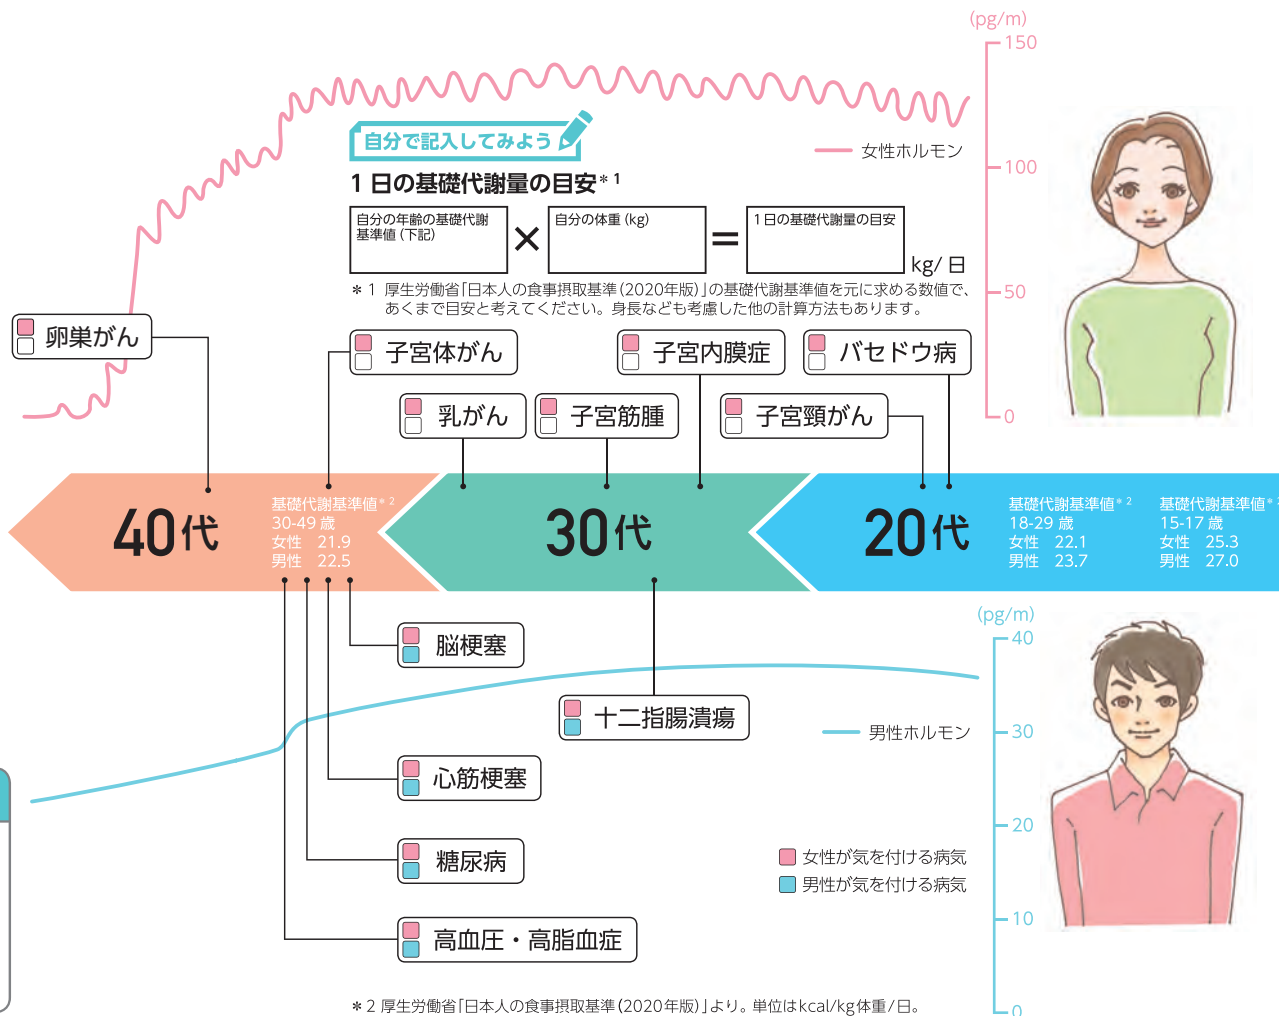 (pg/m)
150
100
50
0
女性ホルモン
自分で記入してみよう
1日の基礎代謝量の目安＊1
自分の年齢の基礎代謝
基準値（下記）
×
自分の体重（kg）
=
1日の基礎代謝量の目安
kg/日
＊1 厚生労働省「日本人の食事摂取基準（2020年版）」の基礎代謝基準値を元に求める数値で、
あくまで目安と考えてください。身長なども考慮した他の計算方法もあります。
卵巣がん
子宮体がん
子宮内膜症
バセドウ病
乳がん
子宮筋腫
子宮頸がん
40代
基礎代謝基準値＊2
30-49 歳
女性 21.9
男性 22.5
30代
20代
基礎代謝基準値＊2
18-29 歳
女性 22.1
男性 23.7
基礎代謝基準値＊
15-17 歳
女性 25.3
男性 27.0
脳梗塞
十二指腸潰瘍
心筋梗塞
糖尿病
高血圧・高脂血症
(pg/m)
40
30
20
10
0
男性ホルモン
女性が気を付ける病気
男性が気を付ける病気
＊2 厚生労働省「日本人の食事摂取基準（2020年版）」より。単位はkcal/kg体重/日。